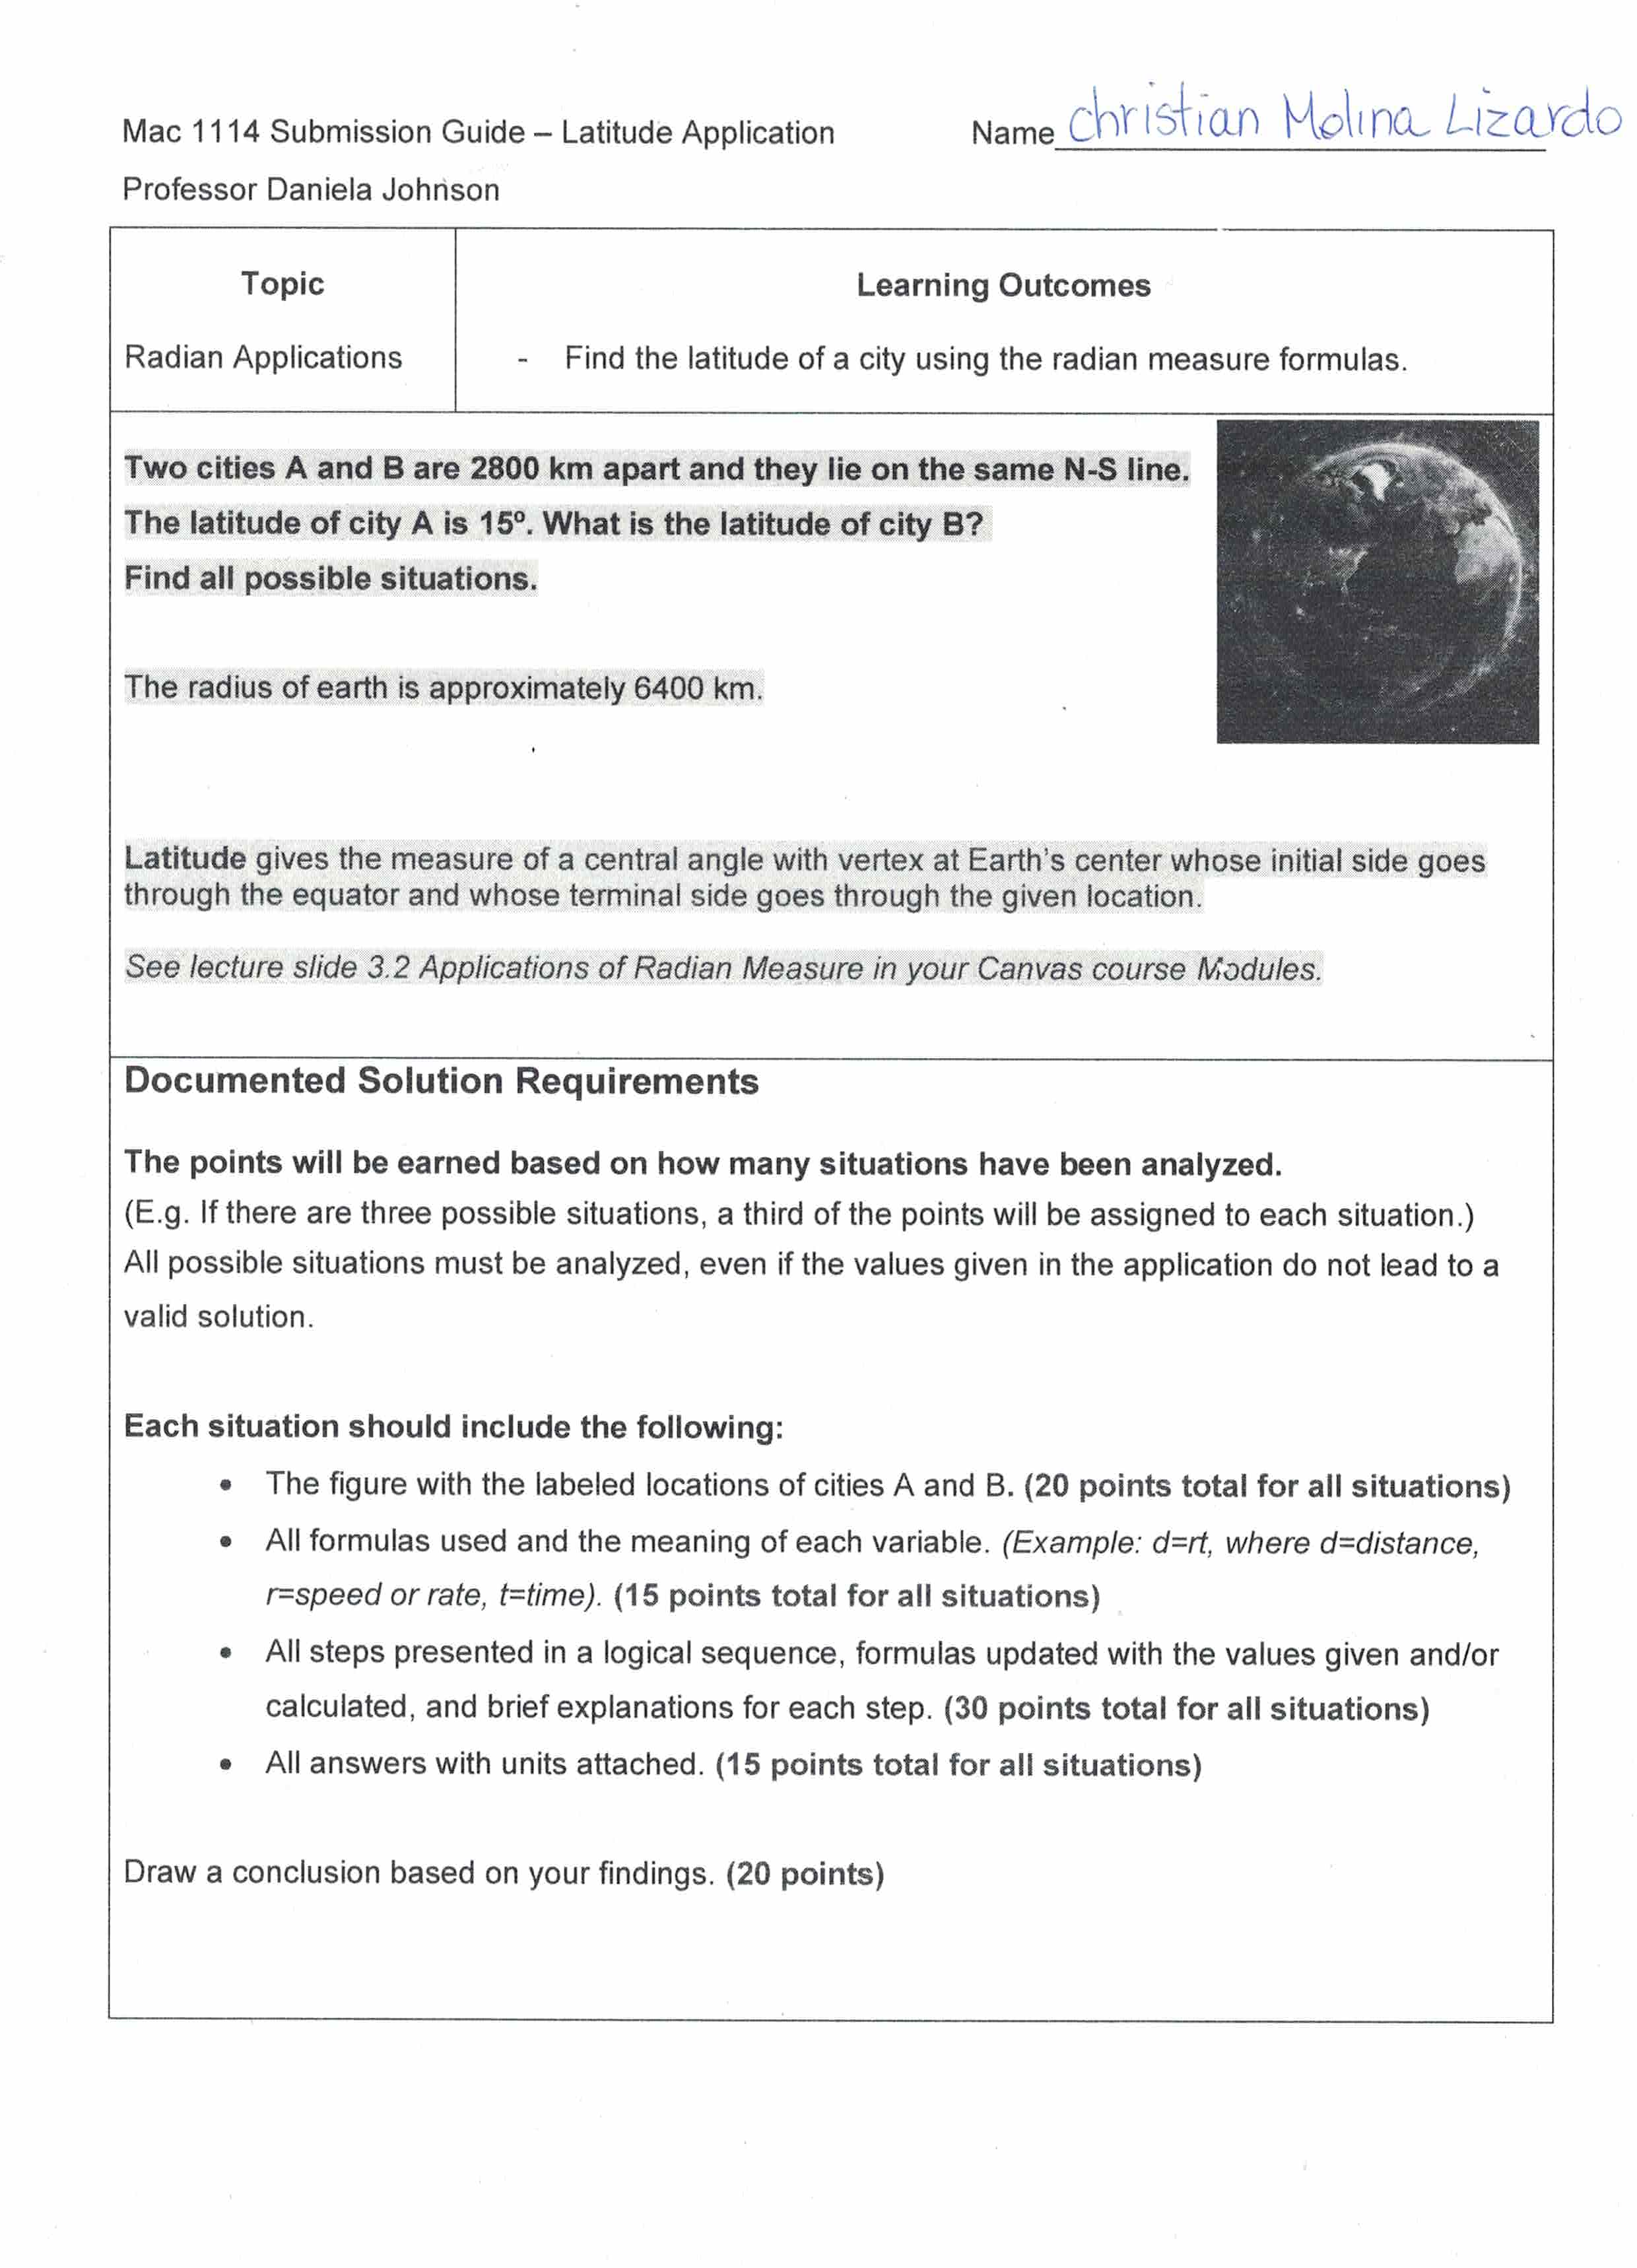 Mac 1114 Submission Guide – Latitude Application Name christian Molina Lizardo
Professor Daniela Johnson
Topic
Learning Outcomes
Radian Applications
- Find the latitude of a city using the radian measure formulas.
Two cities A and B are 2800 km apart and they lie on the same N-S line.
The latitude of city A is 15º. What is the latitude of city B?
Find all possible situations.
The radius of earth is approximately 6400 km.
Latitude gives the measure of a central angle with vertex at Earth's center whose initial side goes
through the equator and whose terminal side goes through the given location.
See lecture slide 3.2 Applications of Radian Measure in your Canvas course Modules.
Documented Solution Requirements
The points will be earned based on how many situations have been analyzed.
(E.g. If there are three possible situations, a third of the points will be assigned to each situation.)
All possible situations must be analyzed, even if the values given in the application do not lead to a
valid solution.
Each situation should include the following:
• The figure with the labeled locations of cities A and B. (20 points total for all situations)
• All formulas used and the meaning of each variable. (Example: d=rt, where d=distance,
r=speed or rate, t=time). (15 points total for all situations)
• All steps presented in a logical sequence, formulas updated with the values given and/or
calculated, and brief explanations for each step. (30 points total for all situations)
• All answers with units attached. (15 points total for all situations)
Draw a conclusion based on your findings. (20 points)